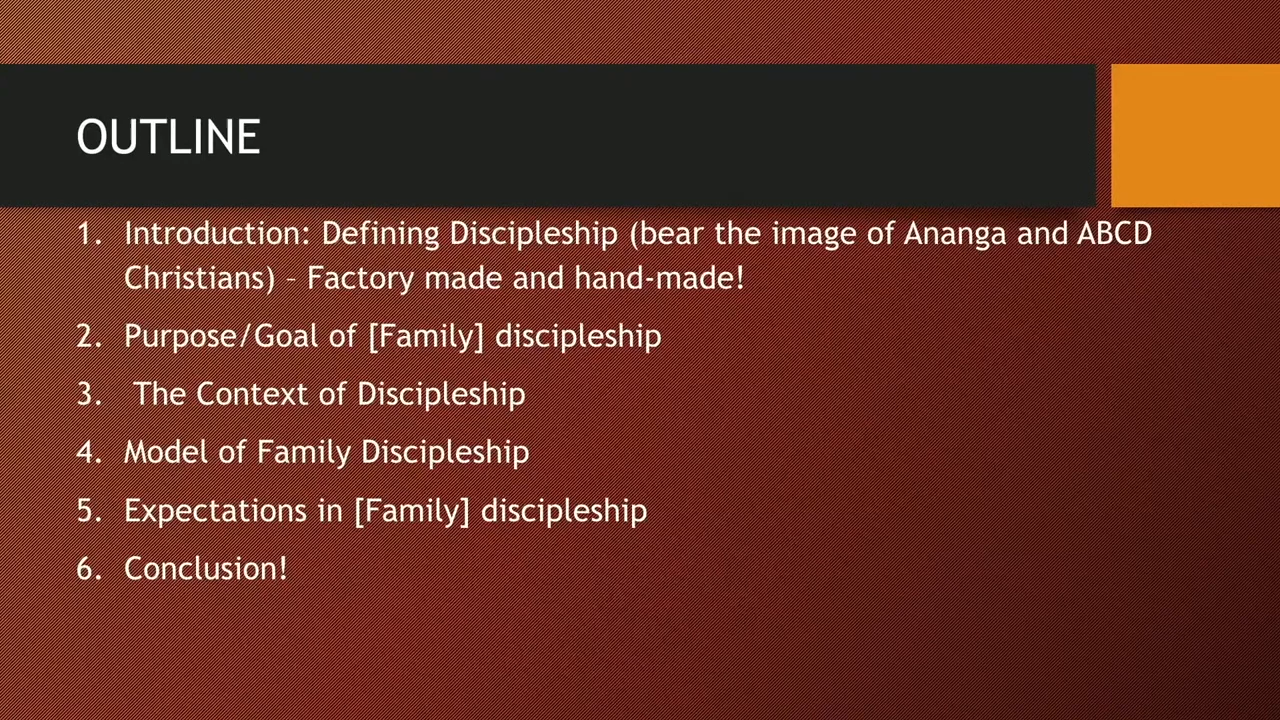 OUTLINE
1. Introduction: Defining Discipleship (bear the image of Ananga and ABCD
Christians) – Factory made and hand-made!
2. Purpose/Goal of [Family] discipleship
3. The Context of Discipleship
4. Model of Family Discipleship
5. Expectations in [Family] discipleship
6. Conclusion!